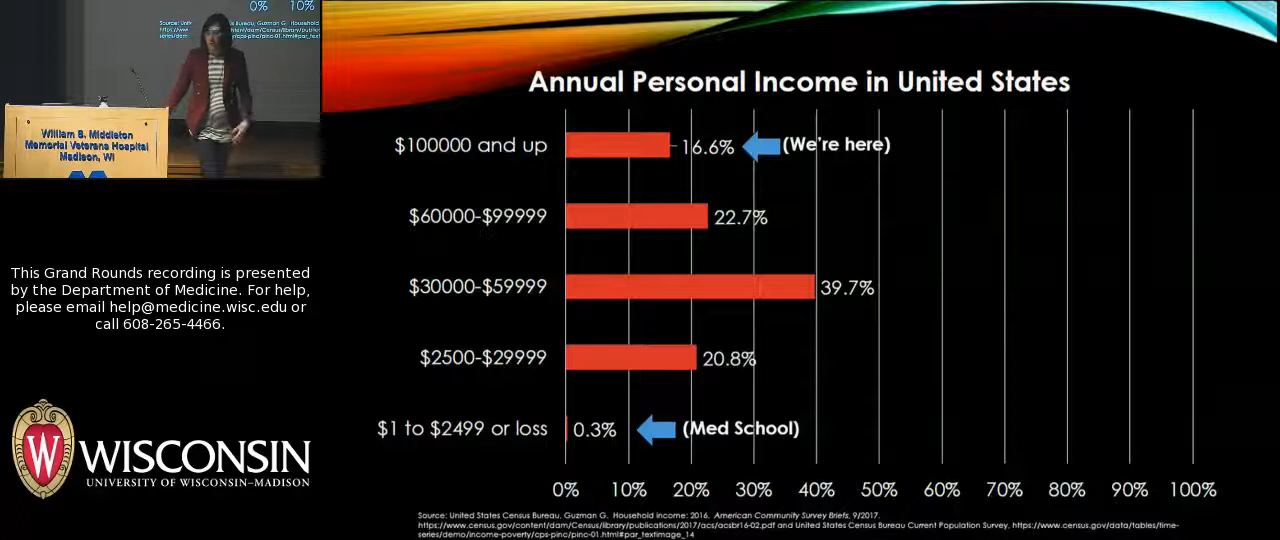 0% 10%
William S. Middleton
Memorial Veterans Hospital
Madison, WI
This Grand Rounds recording is presented
by the Department of Medicine. For help,
please email help@medicine.wisc.edu or
call 608-265-4466.
W
WISCONSIN
UNIVERSITY OF WISCONSIN–MADISON
Annual Personal Income in United States
$100000 and up 16.6% (We're here)
$60000-$99999 22.7%
$30000-$59999 39.7%
$2500-$29999 20.8%
$1 to $2499 or loss 0.3% (Med School)
0% 10% 20% 30% 40% 50% 60% 70% 80% 90% 100%
Source: United States Census Bureau, Guzman G. Household Income: 2016. American Community Survey Briefs, 9/2017.
https://www.census.gov/content/dam/Census/library/publications/2017/acs/acsbr16-02.pdf and United States Census Bureau Current Population Survey, https://www.census.gov/data/tables/time-
series/demo/income-poverty/cps-pinc/pinc-01.html#par_textimage_14